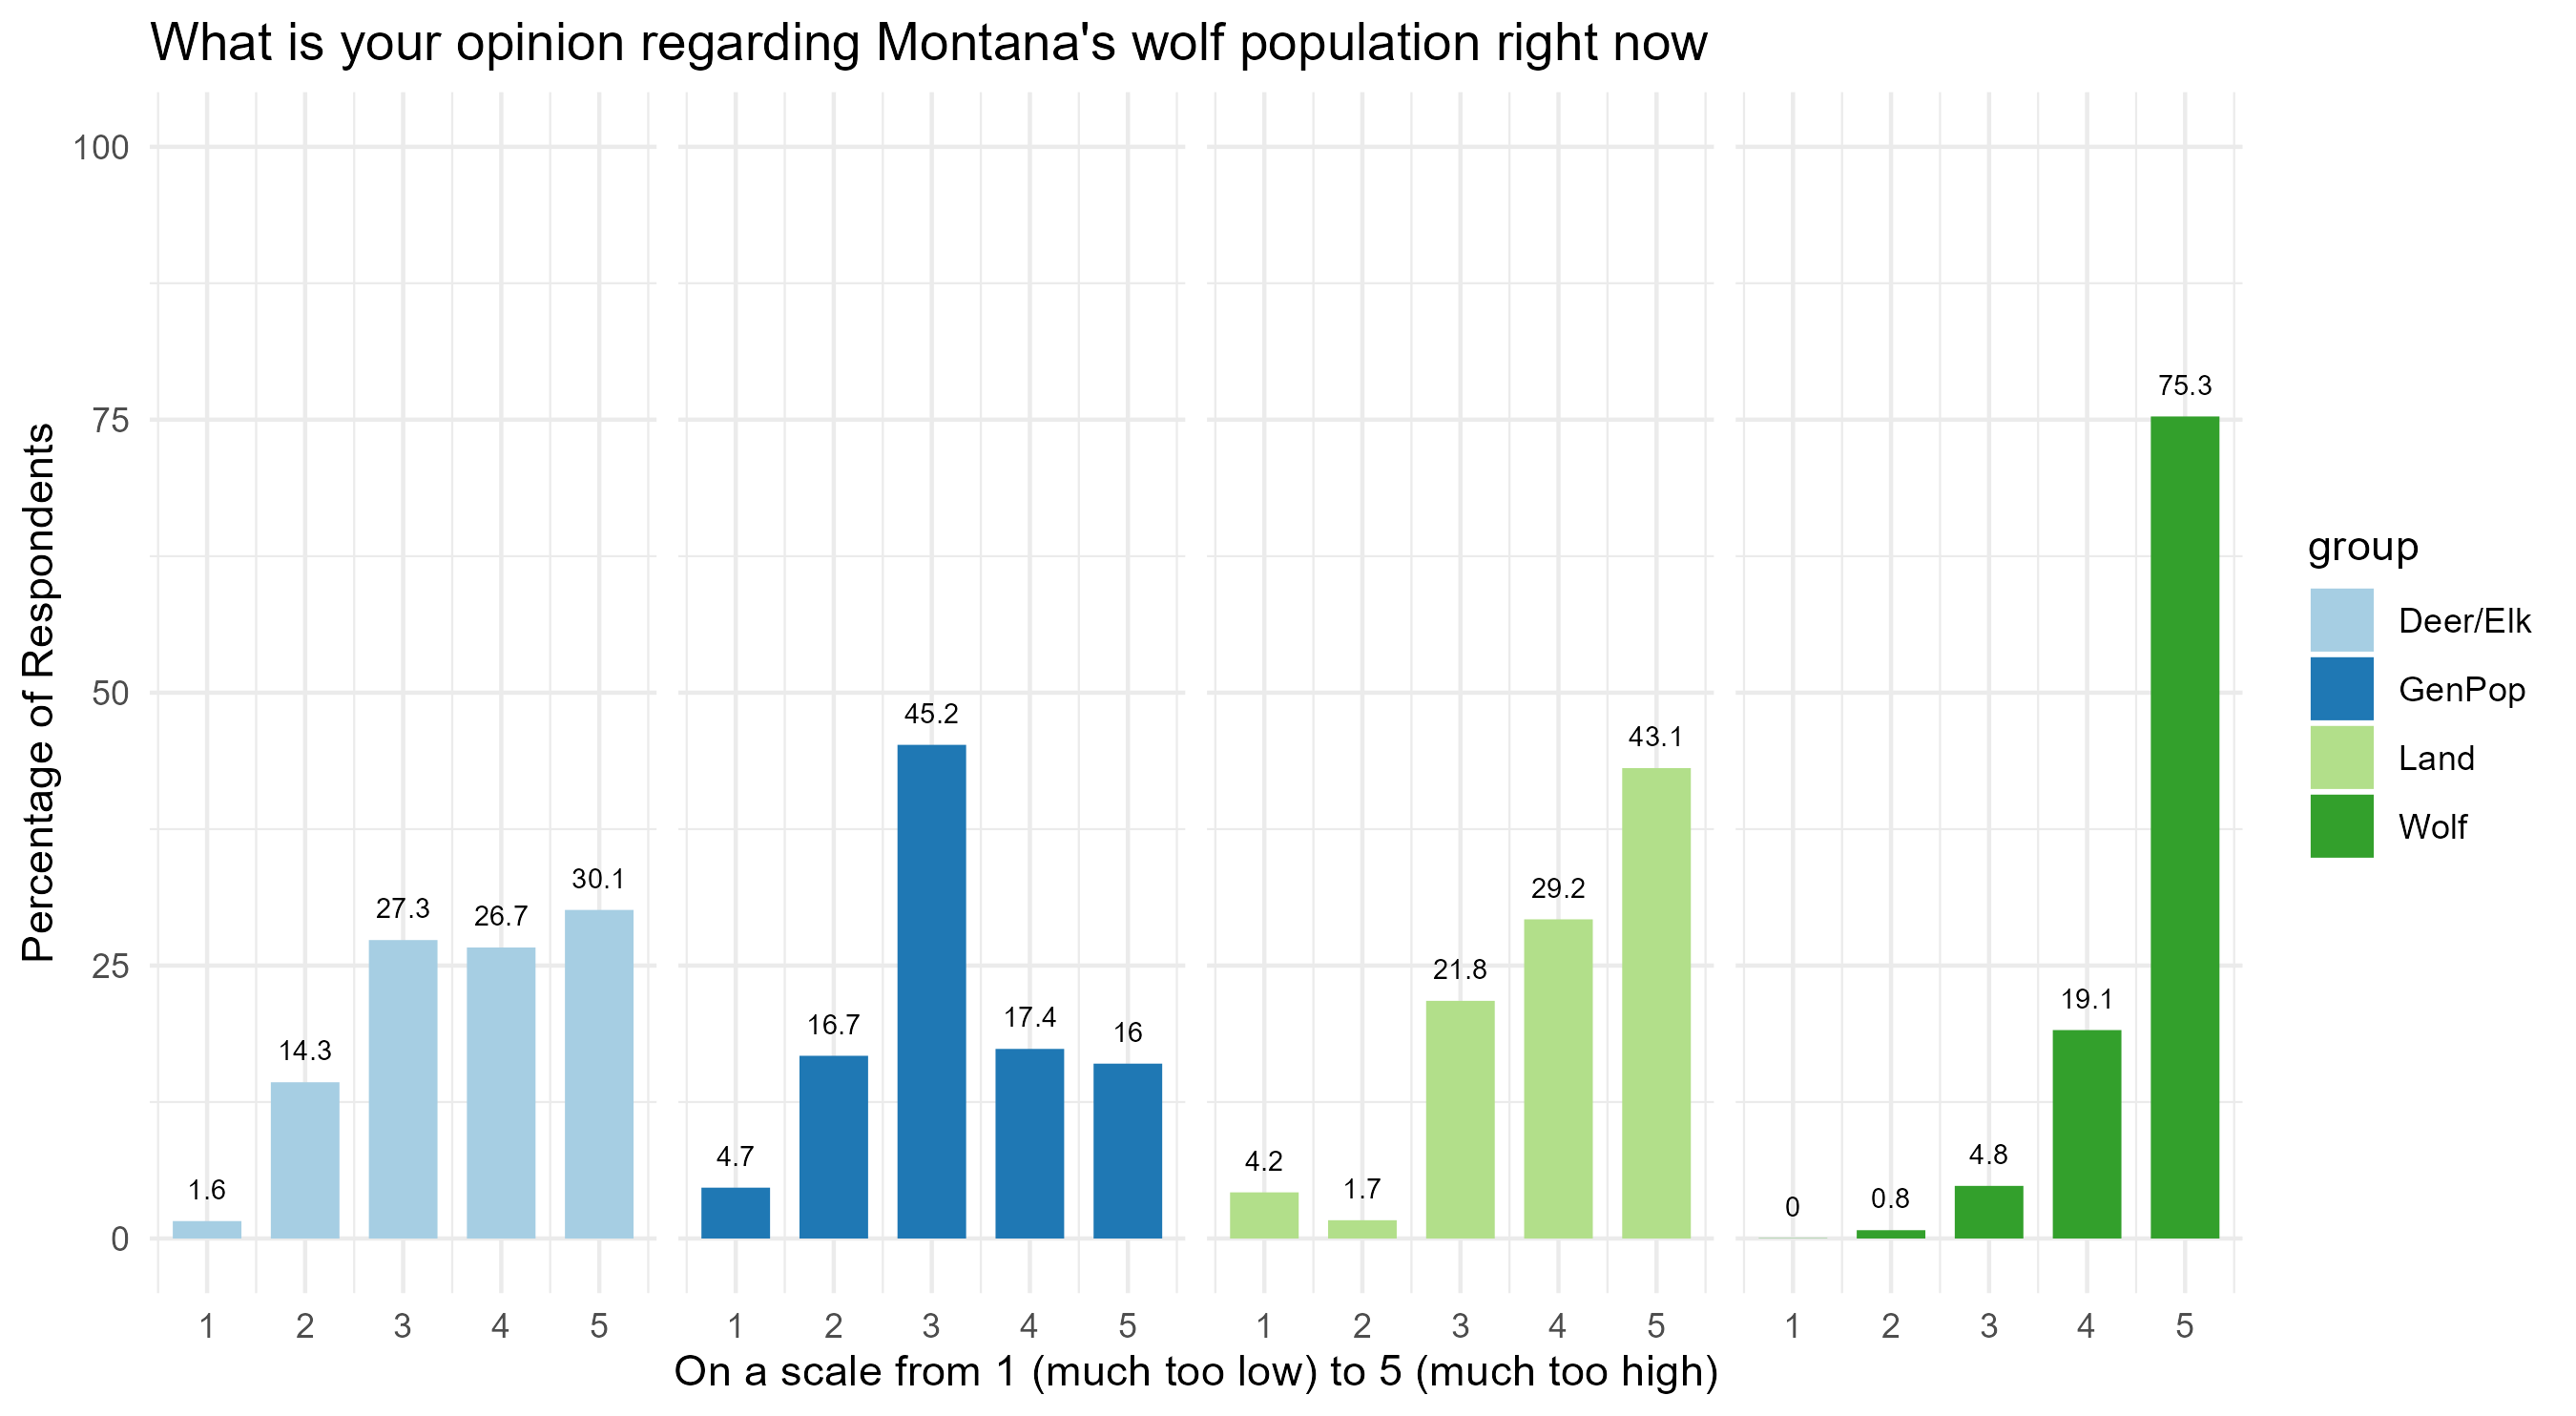 What is your opinion regarding Montana's wolf population right now
Percentage of Respondents
100
75
50
25
0
1.6
14.3
27.3
26.7
30.1
4.7
16.7
45.2
17.4
16
4.2
1.7
21.8
29.2
43.1
0
0.8
4.8
19.1
75.3
1 2 3 4 5 1 2 3 4 5 1 2 3 4 5 1 2 3 4 5
On a scale from 1 (much too low) to 5 (much too high)
group
Deer/Elk
GenPop
Land
Wolf